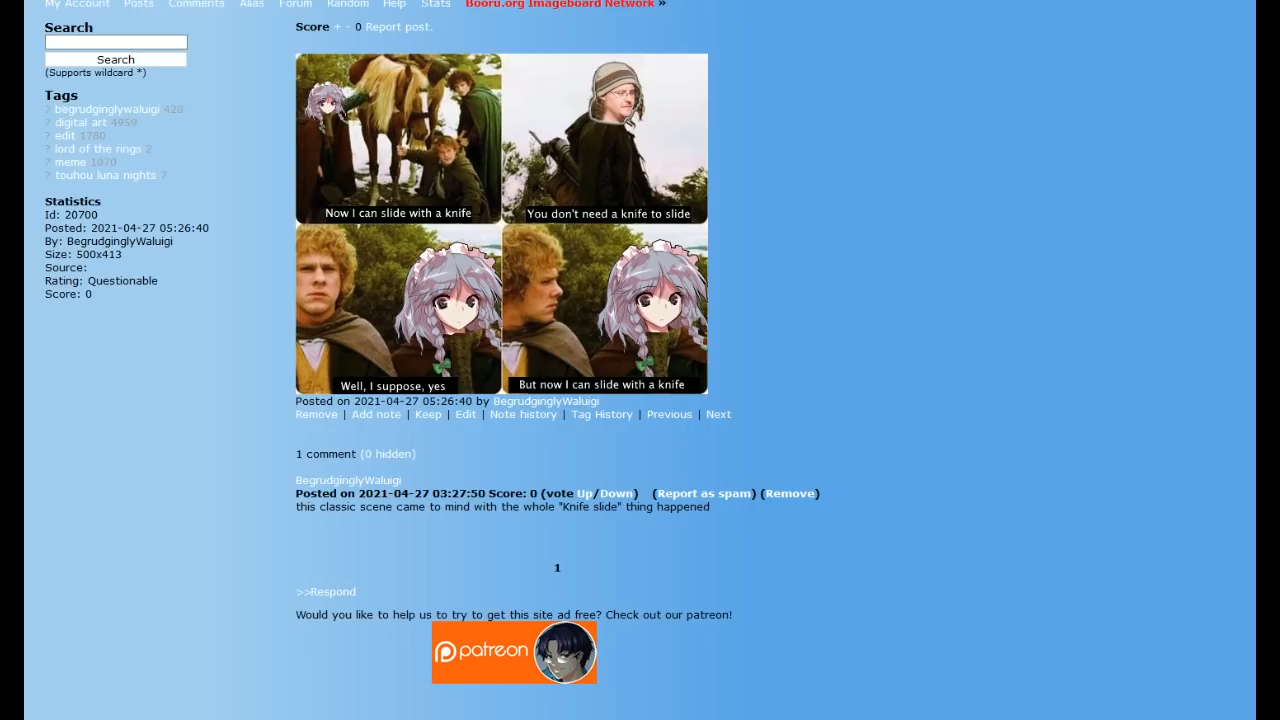 My Account Posts Comments Alias Forum Random Help Stats Booru.org Imageboard Network »
Search
Search
(Supports wildcard *)
Tags
? begrudginglywaluigi 420
? digital art 4959
? edit 1780
? lord of the rings 2
? meme 1070
? touhou luna nights 7
Statistics
Id: 20700
Posted: 2021-04-27 05:26:40
By: BegrudginglyWaluigi
Size: 500x413
Source:
Rating: Questionable
Score: 0
Score + - 0 Report post.
Now I can slide with a knife
You don't need a knife to slide
Well, I suppose, yes
But now I can slide with a knife
Posted on 2021-04-27 05:26:40 by BegrudginglyWaluigi
Remove | Add note | Keep | Edit | Note history | Tag History | Previous | Next
1 comment (0 hidden)
BegrudginglyWaluigi
Posted on 2021-04-27 03:27:50 Score: 0 (vote Up/Down) (Report as spam) (Remove)
this classic scene came to mind with the whole "Knife slide" thing happened
1
>>Respond
Would you like to help us to try to get this site ad free? Check out our patreon!
patreon